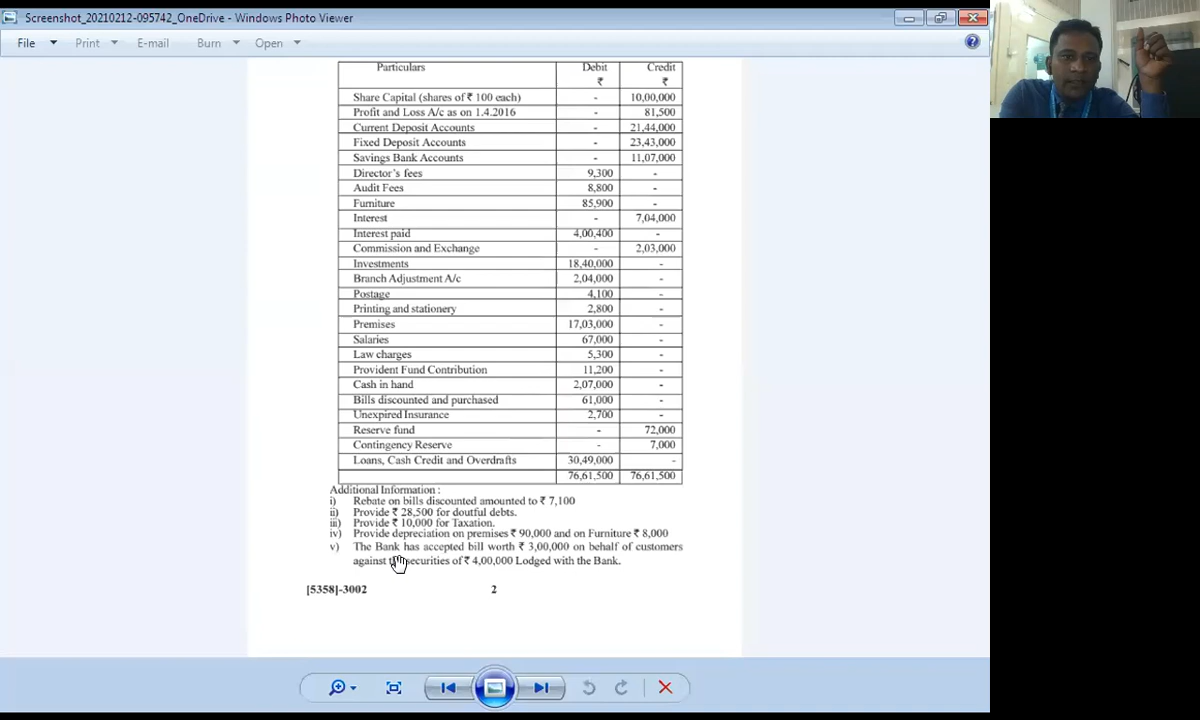 Screenshot_20210212-095742_OneDrive - Windows Photo Viewer
File Print E-mail Burn Open
Particulars Debit Credit
₹ ₹
Share Capital (shares of ₹ 100 each) - 10,00,000
Profit and Loss A/c as on 1.4.2016 - 81,500
Current Deposit Accounts - 21,44,000
Fixed Deposit Accounts - 23,43,000
Savings Bank Accounts - 11,07,000
Director's fees 9,300 -
Audit Fees 8,800 -
Furniture 85,900 -
Interest - 7,04,000
Interest paid 4,00,400 -
Commission and Exchange - 2,03,000
Investments 18,40,000 -
Branch Adjustment A/c 2,04,000 -
Postage 4,100 -
Printing and stationery 2,800 -
Premises 17,03,000 -
Salaries 67,000 -
Law charges 5,300 -
Provident Fund Contribution 11,200 -
Cash in hand 2,07,000 -
Bills discounted and purchased 61,000 -
Unexpired Insurance 2,700 -
Reserve fund - 72,000
Contingency Reserve - 7,000
Loans, Cash Credit and Overdrafts 30,49,000 -
76,61,500 76,61,500
Additional Information :
i) Rebate on bills discounted amounted to ₹ 7,100
ii) Provide ₹ 28,500 for doutful debts.
iii) Provide ₹ 10,000 for Taxation.
iv) Provide depreciation on premises ₹ 90,000 and on Furniture ₹ 8,000
v) The Bank has accepted bill worth ₹ 3,00,000 on behalf of customers
against securities of ₹ 4,00,000 Lodged with the Bank.
[5358]-3002 2